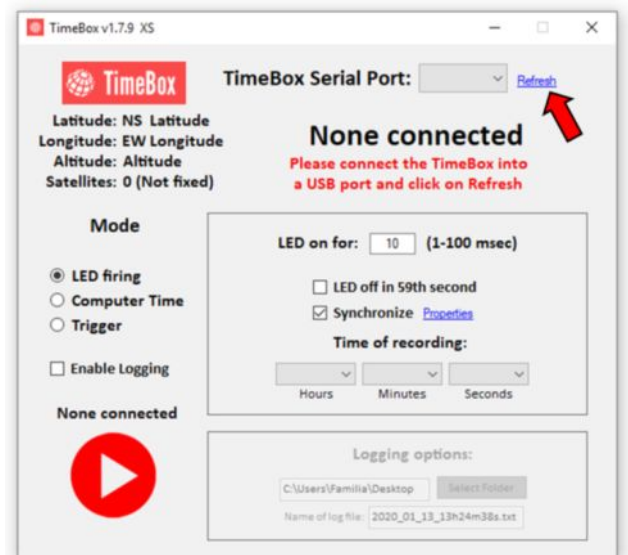 TimeBox v1.7.9 XS
TimeBox
TimeBox Serial Port:
Refresh
Latitude: NS Latitude
Longitude: EW Longitude
Altitude: Altitude
Satellites: 0 (Not fixed)
None connected
Please connect the TimeBox into
a USB port and click on Refresh
Mode
LED firing
Computer Time
Trigger
Enable Logging
None connected
LED on for: 10 (1-100 msec)
LED off in 59th second
Synchronize Properties
Time of recording:
Hours Minutes Seconds
Logging options:
C:\Users\Familia\Desktop Select Folder
Name of log file: 2020_01_13_13h24m38s.txt